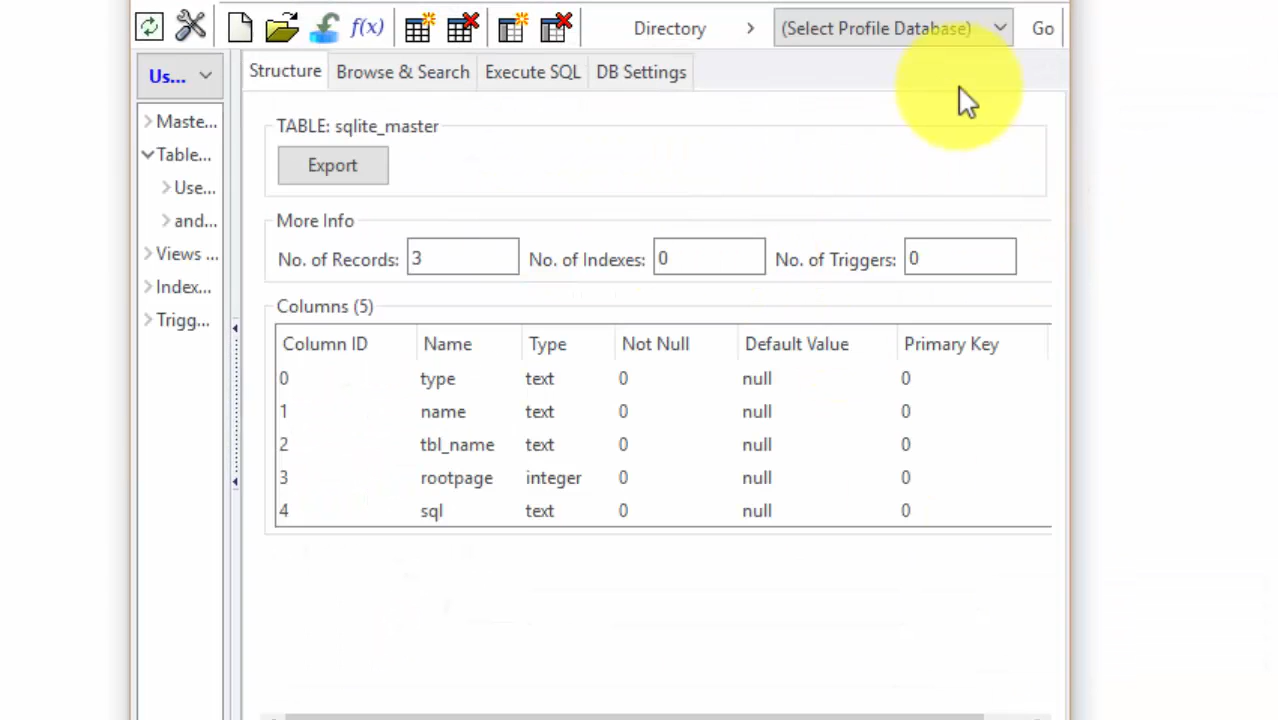 f(x) Directory > (Select Profile Database) Go
Us...
Structure Browse & Search Execute SQL DB Settings
Maste...
Table...
Use...
and...
Views ...
Index...
Trigg...
TABLE: sqlite_master
Export
More Info
No. of Records: 3 No. of Indexes: 0 No. of Triggers: 0
Columns (5)
Column ID Name Type Not Null Default Value Primary Key
0 type text 0 null 0
1 name text 0 null 0
2 tbl_name text 0 null 0
3 rootpage integer 0 null 0
4 sql text 0 null 0